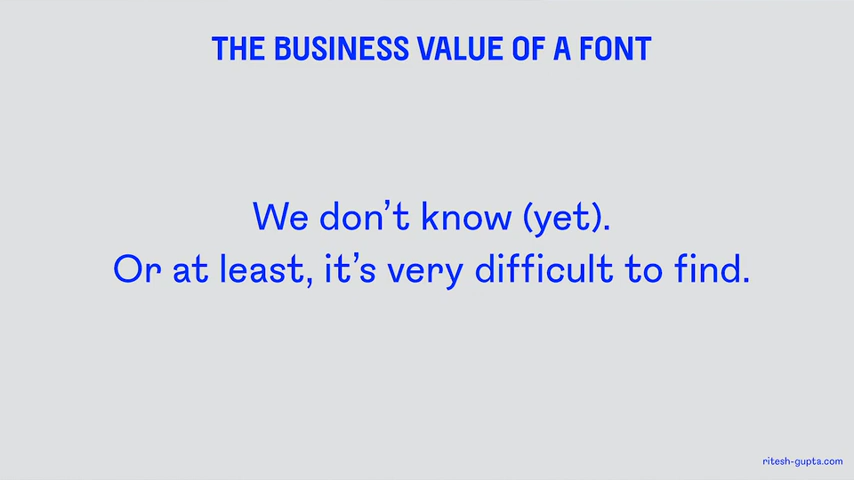 THE BUSINESS VALUE OF A FONT
We don’t know (yet).
Or at least, it’s very difficult to find.
ritesh-gupta.com